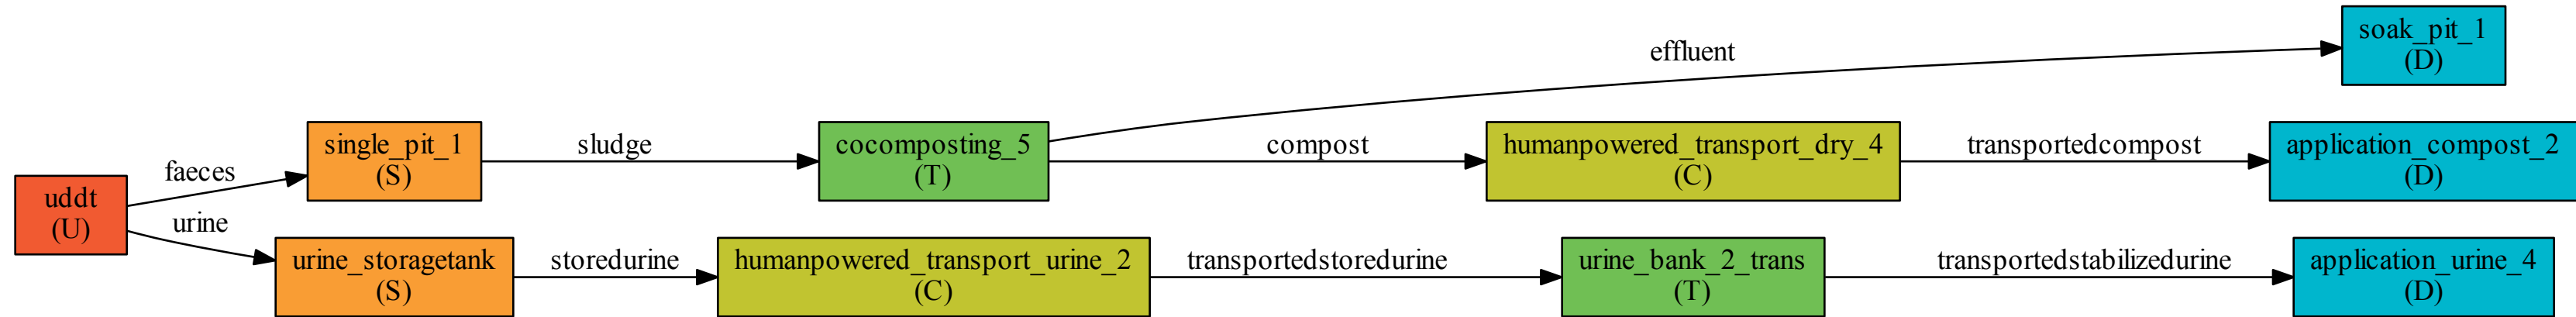 effluent
soak_pit_1
(D)
faeces
single_pit_1
(S)
sludge
cocomposting_5
(T)
compost
humanpowered_transport_dry_4
(C)
transportedcompost
application_compost_2
(D)
uddt
(U)
urine
urine_storagetank
(S)
storedurine
humanpowered_transport_urine_2
(C)
transportedstoredurine
urine_bank_2_trans
(T)
transportedstabilizedurine
application_urine_4
(D)